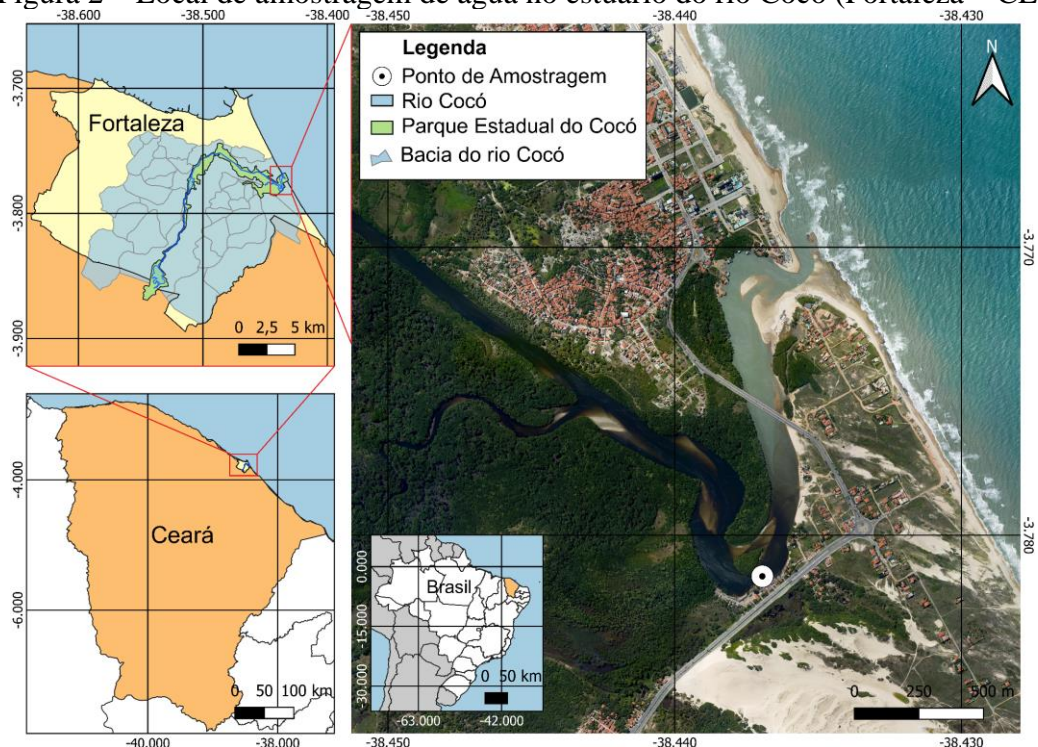 Figura 2 – Local de amostragem de água no estuário do rio Cocó (Fortaleza – CE
-38.600 -38.500 -38.400
-3.7000
-3.8000
-3.9000
Fortaleza
0 2,5 5 km
-4.000
-6.000
Ceará
0 50 100 km
-40.000 -38.000
-38.450 -38.440 -38.430
Legenda
Ponto de Amostragem
Rio Cocó
Parque Estadual do Cocó
Bacia do rio Cocó
N
-3.770
-3.780
Brasil
0.000
-15.000
-30.000
0 50 km
-63.000 -42.000
0 250 500 m
-38.450 -38.440 -38.430